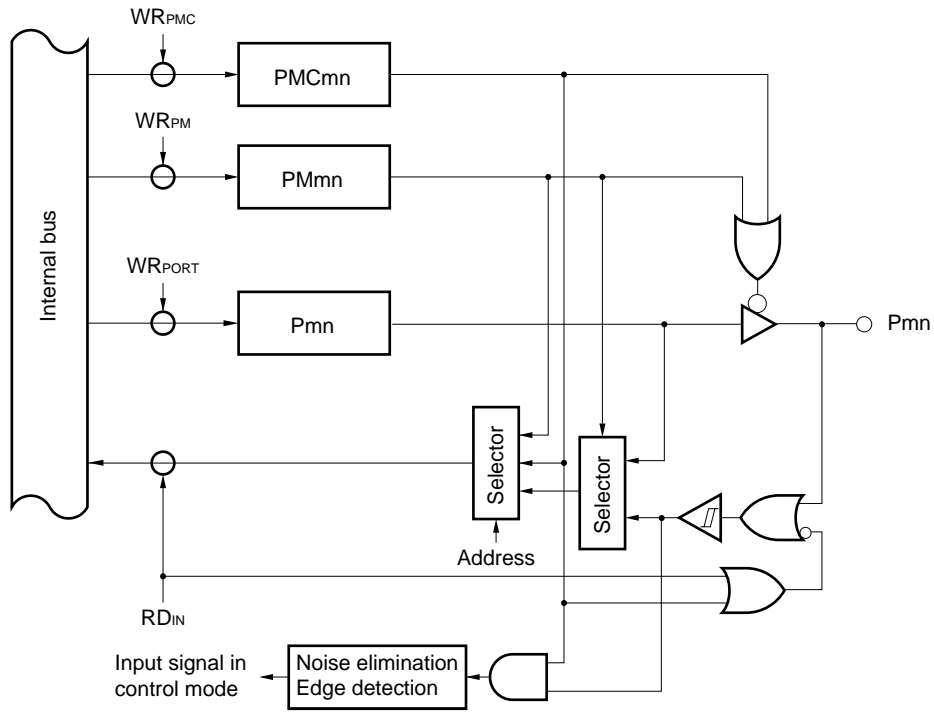 WRPMC
PMCmn
WRPM
PMmn
Internal bus
WRPORT
Pmn
Pmn
Selector
Selector
Address
RDIN
Input signal in
control mode
Noise elimination
Edge detection